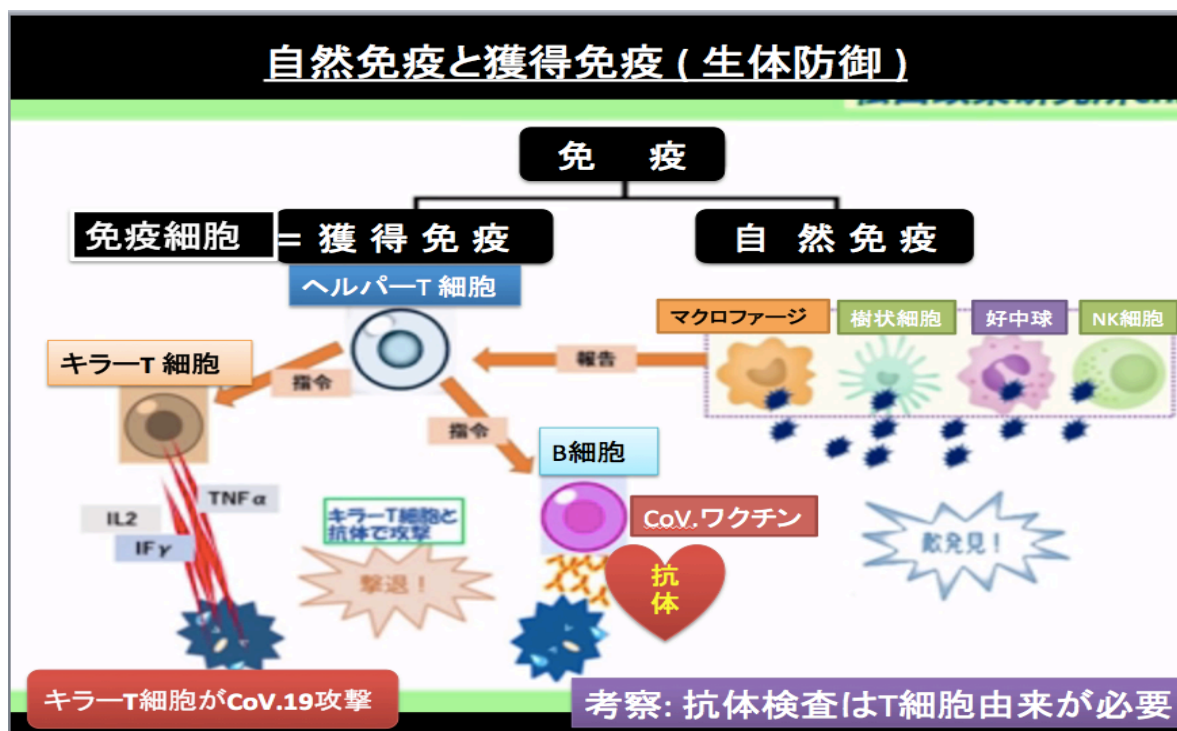 自然免疫と獲得免疫 ( 生体防御 )
免 疫
免疫細胞
= 獲 得 免 疫
自 然 免 疫
ヘルパーT 細胞
マクロファージ
樹状細胞
好中球
NK細胞
キラーT 細胞
指令
報告
指令
B細胞
TNFα
IL2
IFγ
キラーT細胞と
抗体で攻撃
撃退！
CoV.ワクチン
抗
体
敵発見！
キラーT細胞がCoV.19攻撃
考察: 抗体検査はT細胞由来が必要